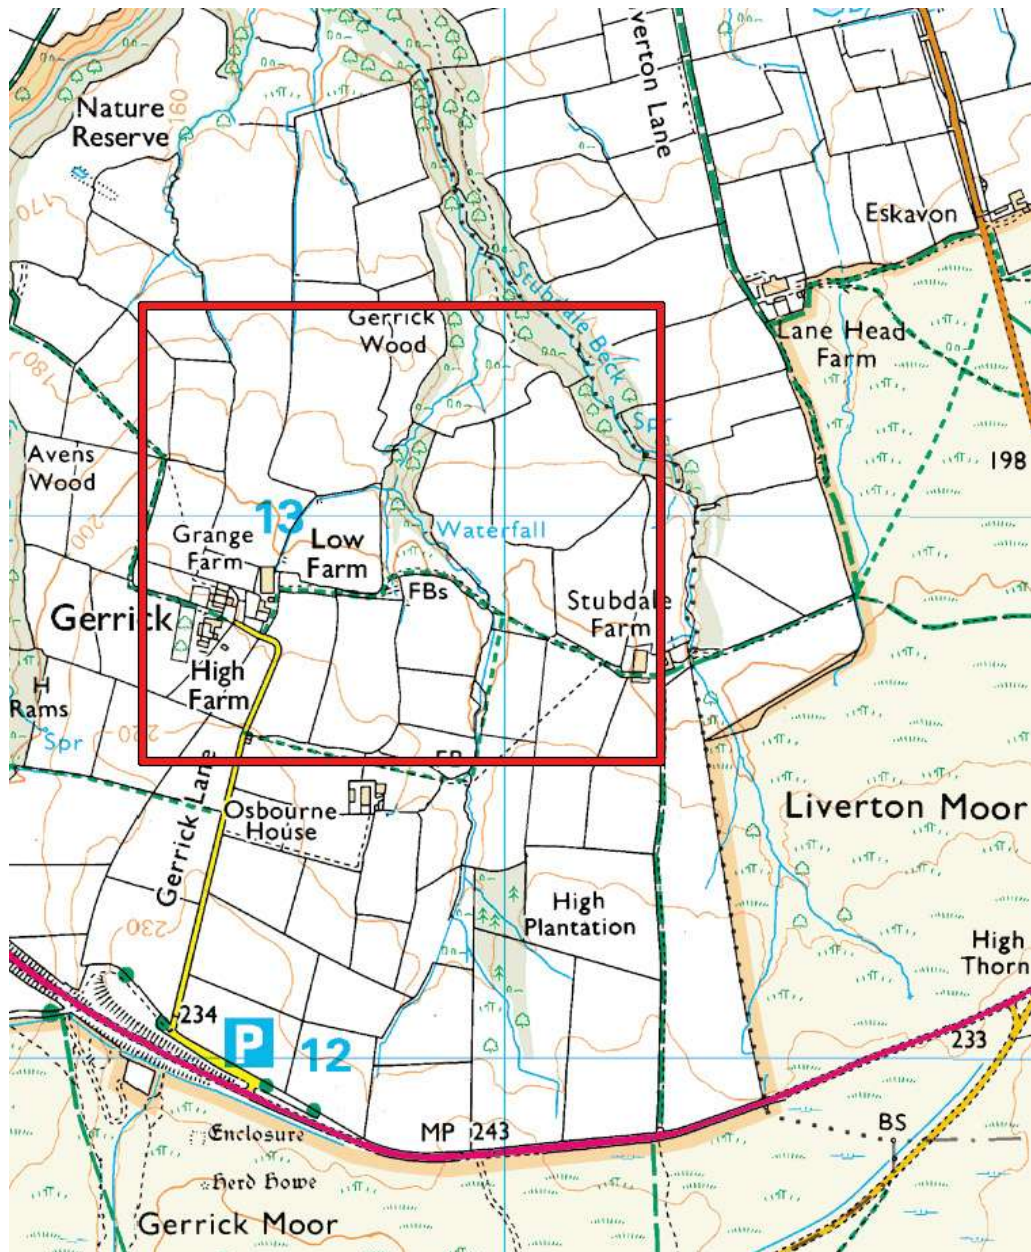 verton Lane
Nature
Reserve
160
170
Eskavon
Stubdale Beck
Gerrick
Wood
Lane Head
Farm
180
Spr
Avens
Wood
198
200
13
Waterfall
Grange
Farm
Low
Farm
FBs
Stubdale
Farm
Gerrick
High
Farm
H
Rams
Spr
220
FB
Gerrick Lane
Osbourne
House
Liverton Moor
High
Plantation
230
High
Thorn
234
P
12
233
MP 243
BS
Enclosure
Herd Howe
Gerrick Moor